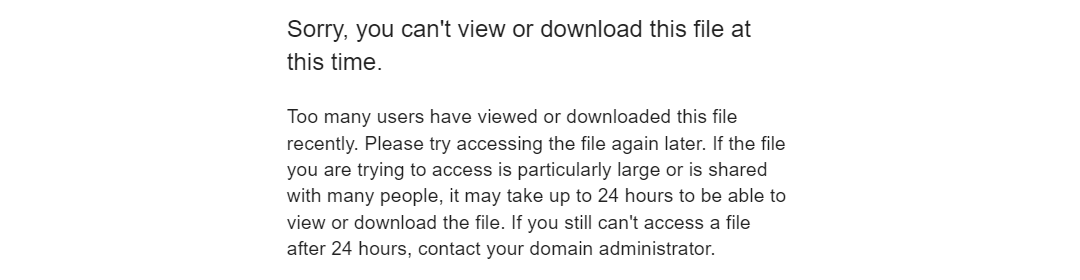 Sorry, you can't view or download this file at
this time.
Too many users have viewed or downloaded this file
recently. Please try accessing the file again later. If the file
you are trying to access is particularly large or is shared
with many people, it may take up to 24 hours to be able to
view or download the file. If you still can't access a file
after 24 hours, contact your domain administrator.